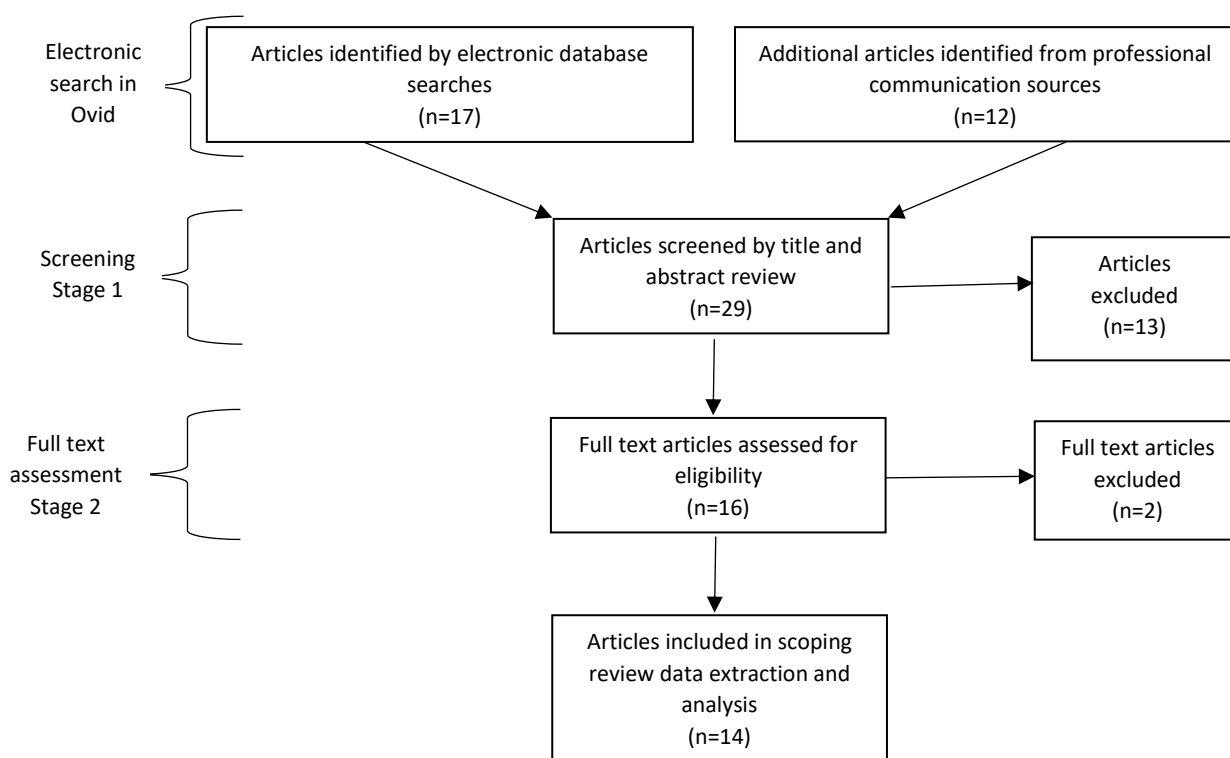 Electronic
search in
Ovid
Articles identified by electronic database
searches
(n=17)
Additional articles identified from professional
communication sources
(n=12)
Screening
Stage 1
Articles screened by title and
abstract review
(n=29)
Articles
excluded
(n=13)
Full text
assessment
Stage 2
Full text articles assessed for
eligibility
(n=16)
Full text articles
excluded
(n=2)
Articles included in scoping
review data extraction and
analysis
(n=14)